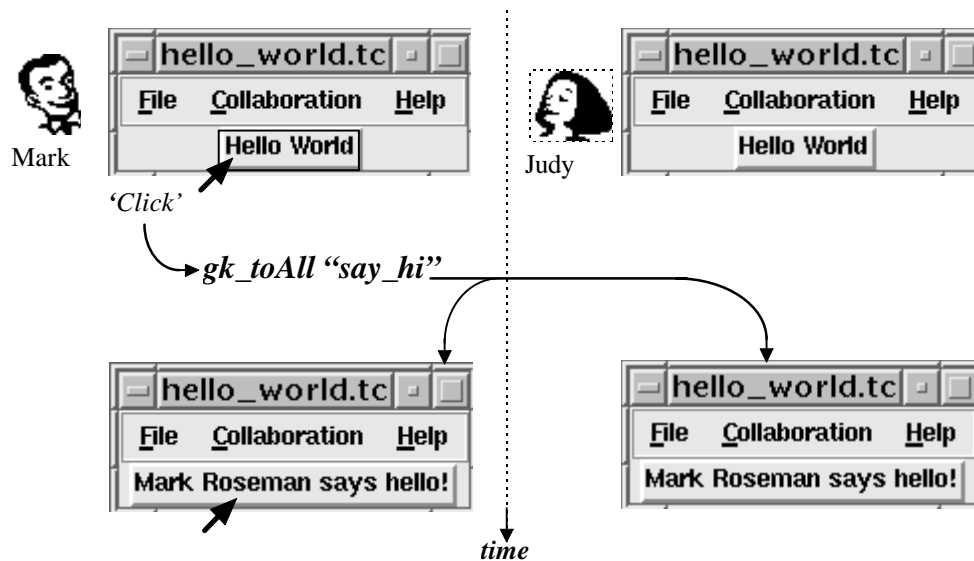 hello_world.tc
File Collaboration Help
Hello World
Mark
hello_world.tc
File Collaboration Help
Hello World
Judy
‘Click’
gk_toAll “say_hi”
hello_world.tc
File Collaboration Help
Mark Roseman says hello!
hello_world.tc
File Collaboration Help
Mark Roseman says hello!
time